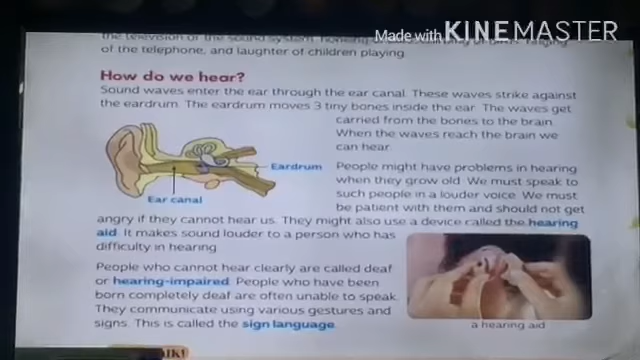 Made with KINEMASTER
the television or the sound system, honking of
of the telephone, and laughter of children playing.
How do we hear?
Sound waves enter the ear through the ear canal. These waves strike against
the eardrum. The eardrum moves 3 tiny bones inside the ear. The waves get
carried from the bones to the brain.
When the waves reach the brain we
can hear.
Eardrum
Ear canal
People might have problems in hearing
when they grow old. We must speak to
such people in a louder voice. We must
be patient with them and should not get
angry if they cannot hear us. They might also use a device called the hearing
aid. It makes sound louder to a person who has
difficulty in hearing.
People who cannot hear clearly are called deaf
or hearing-impaired. People who have been
born completely deaf are often unable to speak.
They communicate using various gestures and
signs. This is called the sign language.
a hearing aid